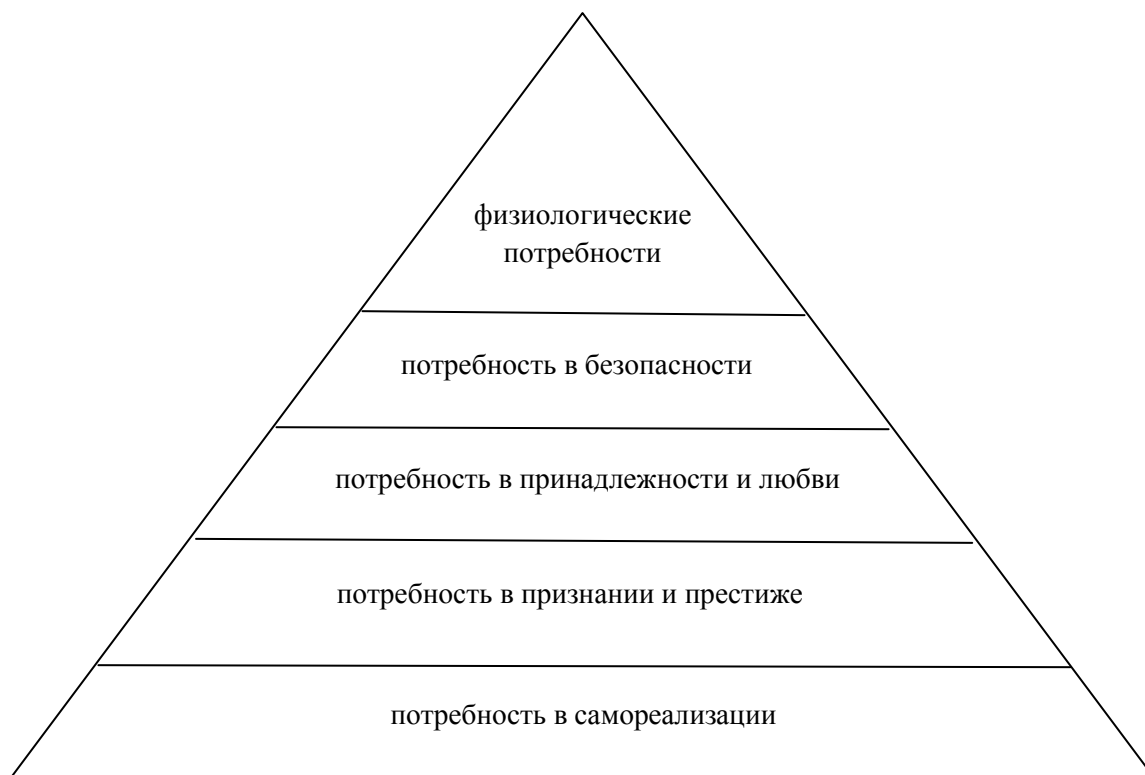 физиологические
потребности
потребность в безопасности
потребность в принадлежности и любви
потребность в признании и престиже
потребность в самореализации